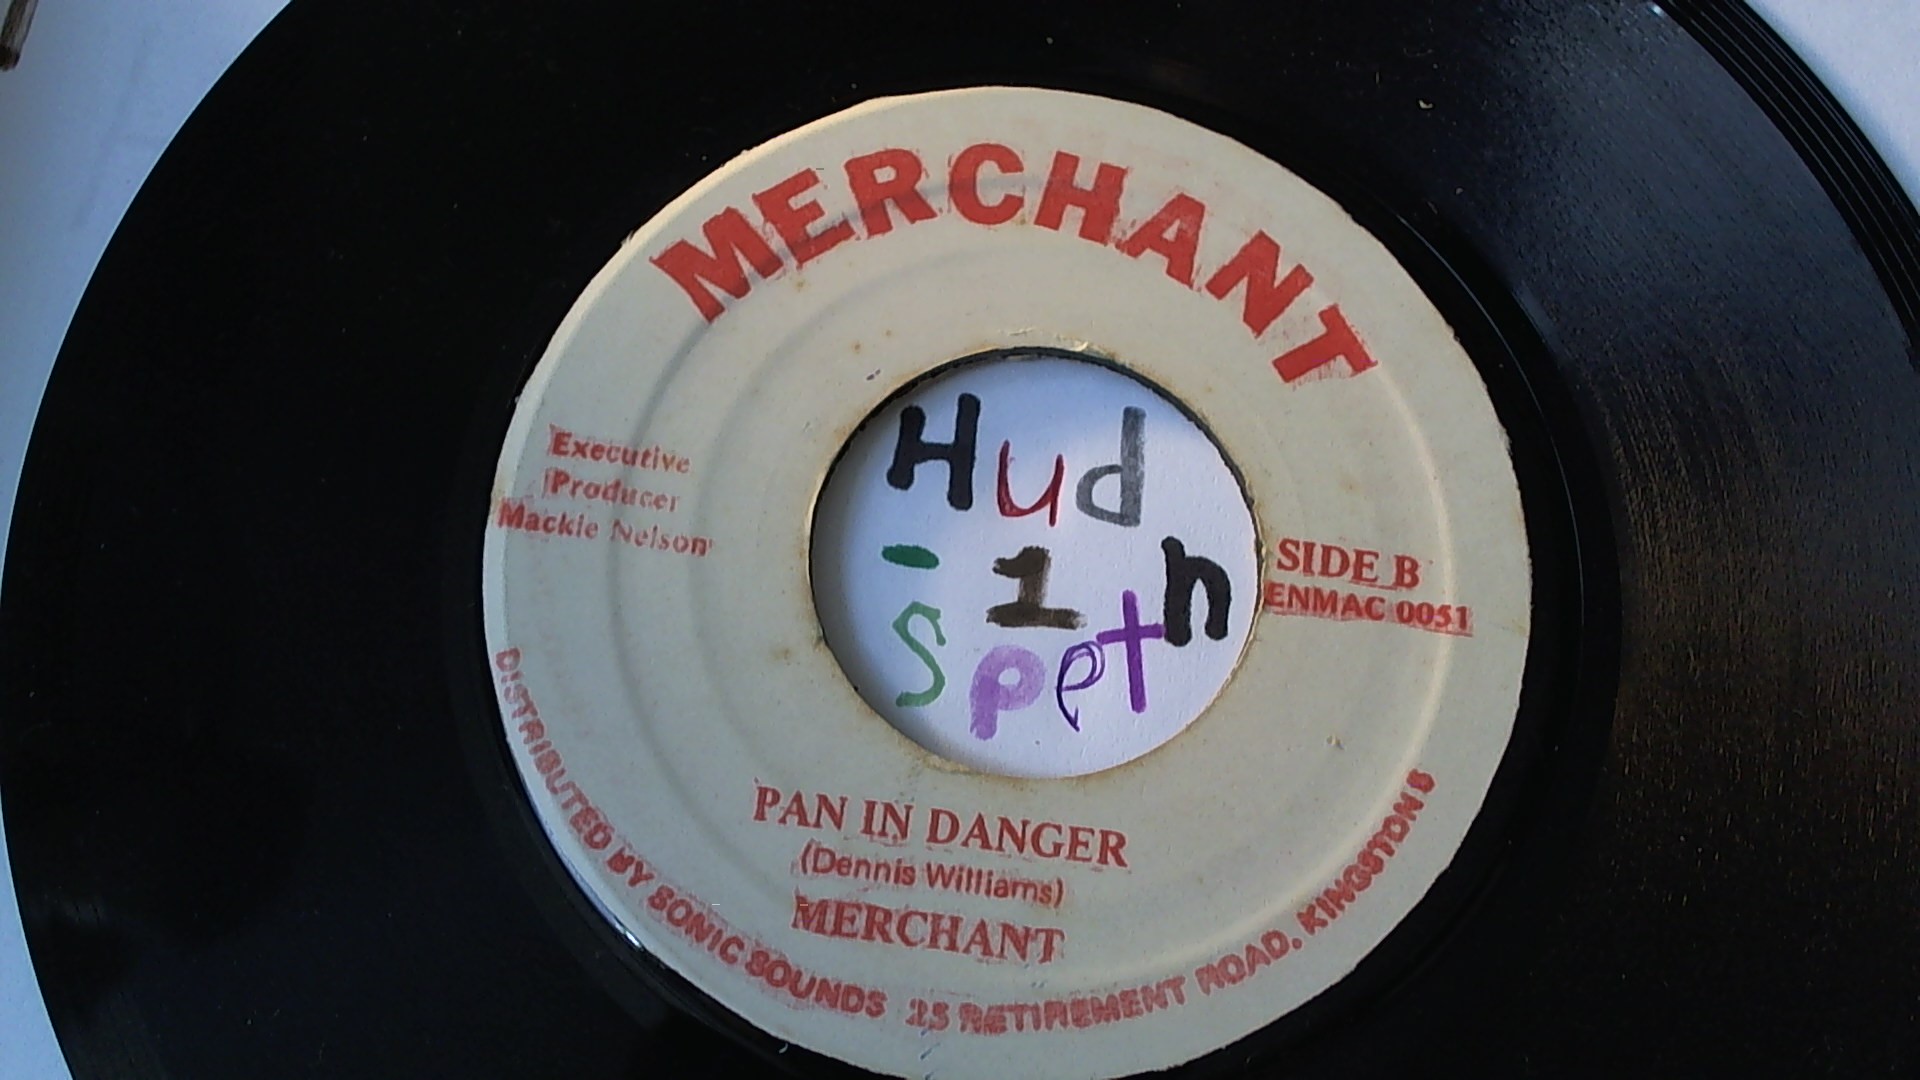 MERCHANT
Executive
Producer
Mackie Nelson
Hud
- 1 n
Spet
SIDE B
ENMAC 0051
PAN IN DANGER
(Dennis Williams)
MERCHANT
DISTRIBUTED BY SONIC SOUNDS 25 RETIREMENT ROAD, KINGSTON 5